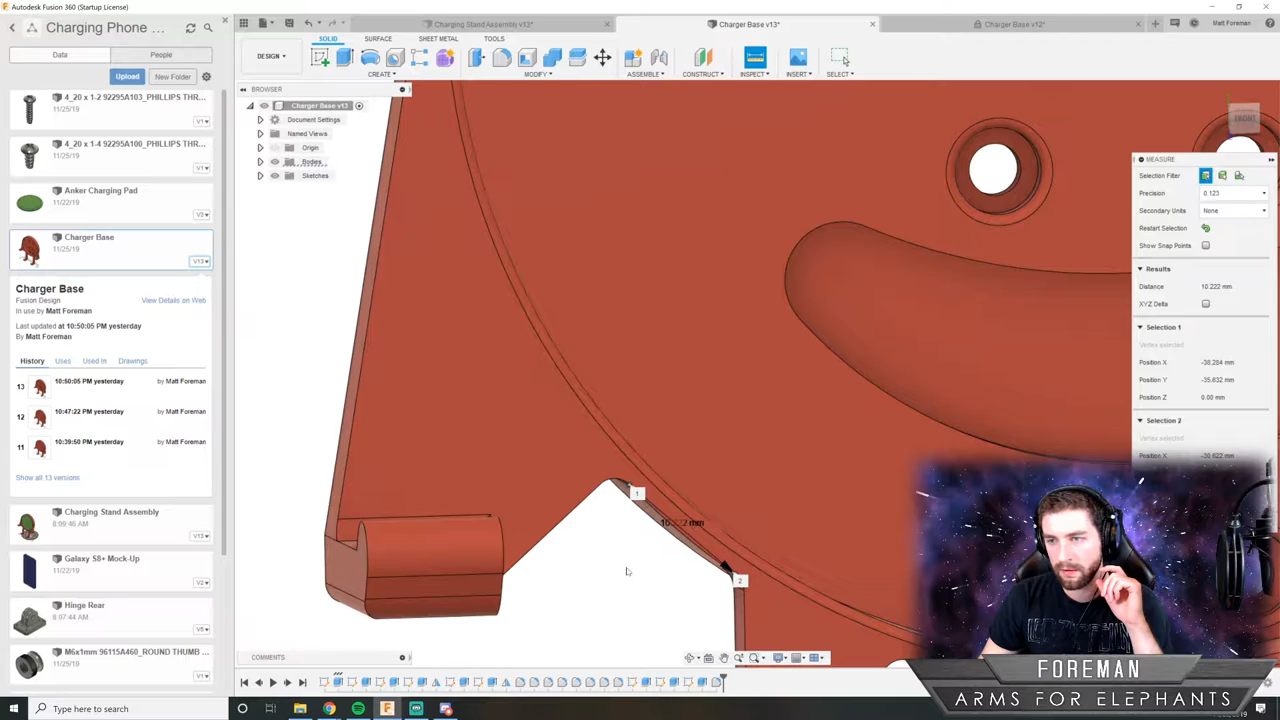 Autodesk Fusion 360 (Startup License)
Charging Phone ...
Data
People
Upload
New Folder
4_20 x 1-2 92295A103_PHILLIPS THR...
11/25/19
V1
4_20 x 1-4 92295A100_PHILLIPS THR...
11/25/19
V1
Anker Charging Pad
11/22/19
V3
Charger Base
11/25/19
V13
Charger Base
Fusion Design
View Details on Web
In use by Matt Foreman
Last updated at 10:50:05 PM yesterday
By Matt Foreman
History
Uses
Used In
Drawings
13
10:50:05 PM yesterday
by Matt Foreman
12
10:47:22 PM yesterday
by Matt Foreman
11
10:39:50 PM yesterday
by Matt Foreman
Show all 13 versions
Charging Stand Assembly
8:09:46 AM
V13
Galaxy S8+ Mock-Up
11/22/19
V2
Hinge Rear
8:07:44 AM
V5
M6x1mm 96115A460_ROUND THUMB ...
11/25/19
V1
Charging Stand Assembly v13*
Charger Base v13*
Charger Base v12*
Matt Foreman
DESIGN
SOLID
SURFACE
SHEET METAL
TOOLS
CREATE
MODIFY
ASSEMBLE
CONSTRUCT
INSPECT
INSERT
SELECT
BROWSER
Charger Base v13
Document Settings
Named Views
Origin
Bodies
Sketches
FRONT
MEASURE
Selection Filter
Precision
0.123
Secondary Units
None
Restart Selection
Show Snap Points
Results
Distance
10.222 mm
XYZ Delta
Selection 1
Vertex selected
Position X
-38.284 mm
Position Y
-35.632 mm
Position Z
0.00 mm
Selection 2
Vertex selected
Position X
-30.622 mm
1
10.222 mm
2
COMMENTS
Type here to search
FOREMAN
ARMS FOR ELEPHANTS